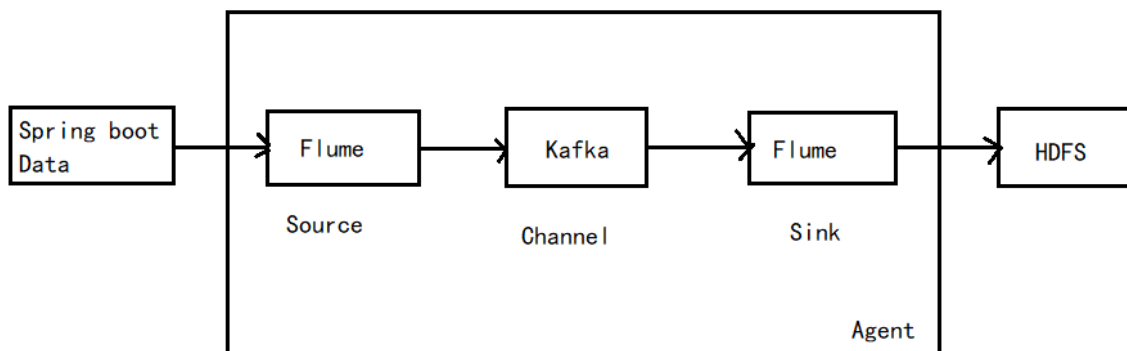 Spring boot
Data
Flume
Kafka
Flume
HDFS
Source
Channel
Sink
Agent